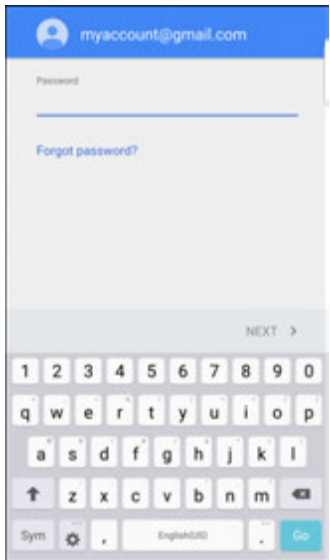 myaccount@gmail.com
Password
Forgot password?
NEXT
1 2 3 4 5 6 7 8 9 0
q w e r t y u i o p
a s d f g h j k l
z x c v b n m
Sym , English(US) . Go